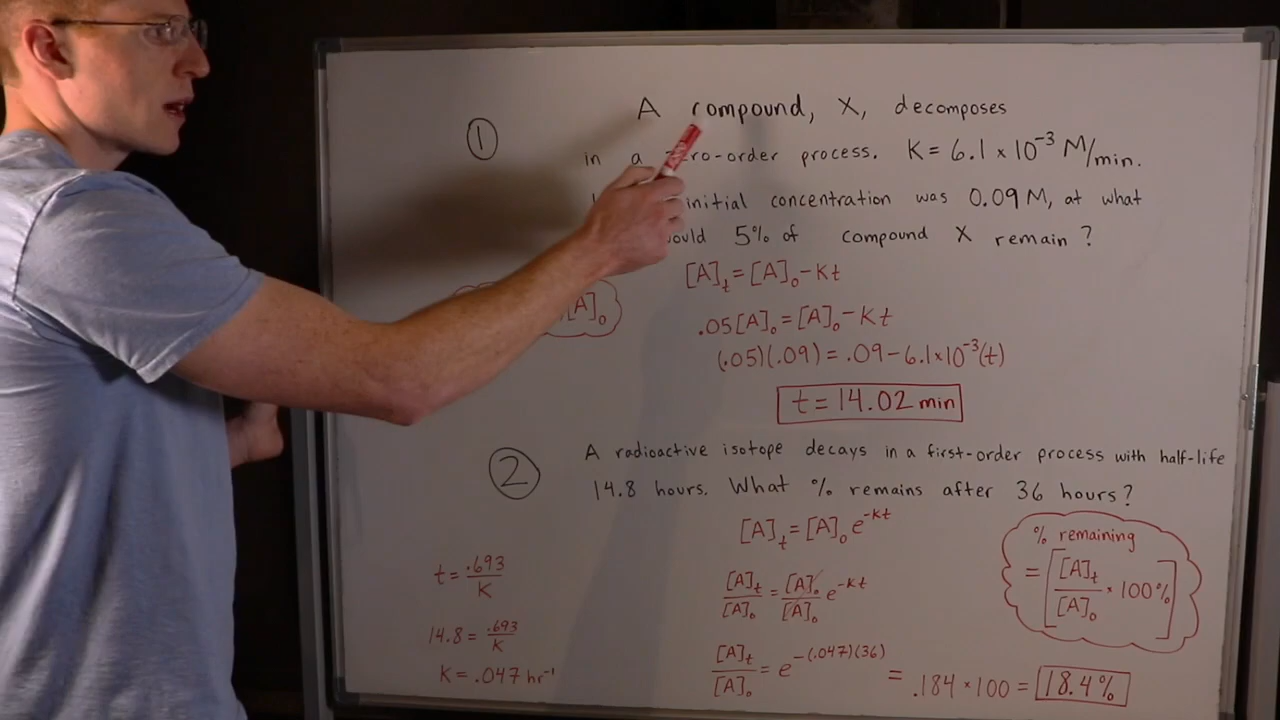 ①
A compound, X, decomposes
in a zero-order process. K = 6.1 × 10⁻³ M/min.
initial concentration was 0.09 M, at what
5% of compound X remain?
[A]t = [A]₀ - Kt
[A]₀
.05[A]₀ = [A]₀ - Kt
(.05)(.09) = .09 - 6.1×10⁻³(t)
t = 14.02 min
②
A radioactive isotope decays in a first-order process with half-life
14.8 hours. What % remains after 36 hours?
[A]t = [A]₀ e^-Kt
% remaining
= [[A]t/[A]₀ · 100%]
t = .693/K
[A]t/[A]₀ = [A]₀/[A]₀ e^-Kt
14.8 = .693/K
K = .047 hr⁻¹
[A]t/[A]₀ = e^-(.047)(36) = .184 × 100 = 18.4%